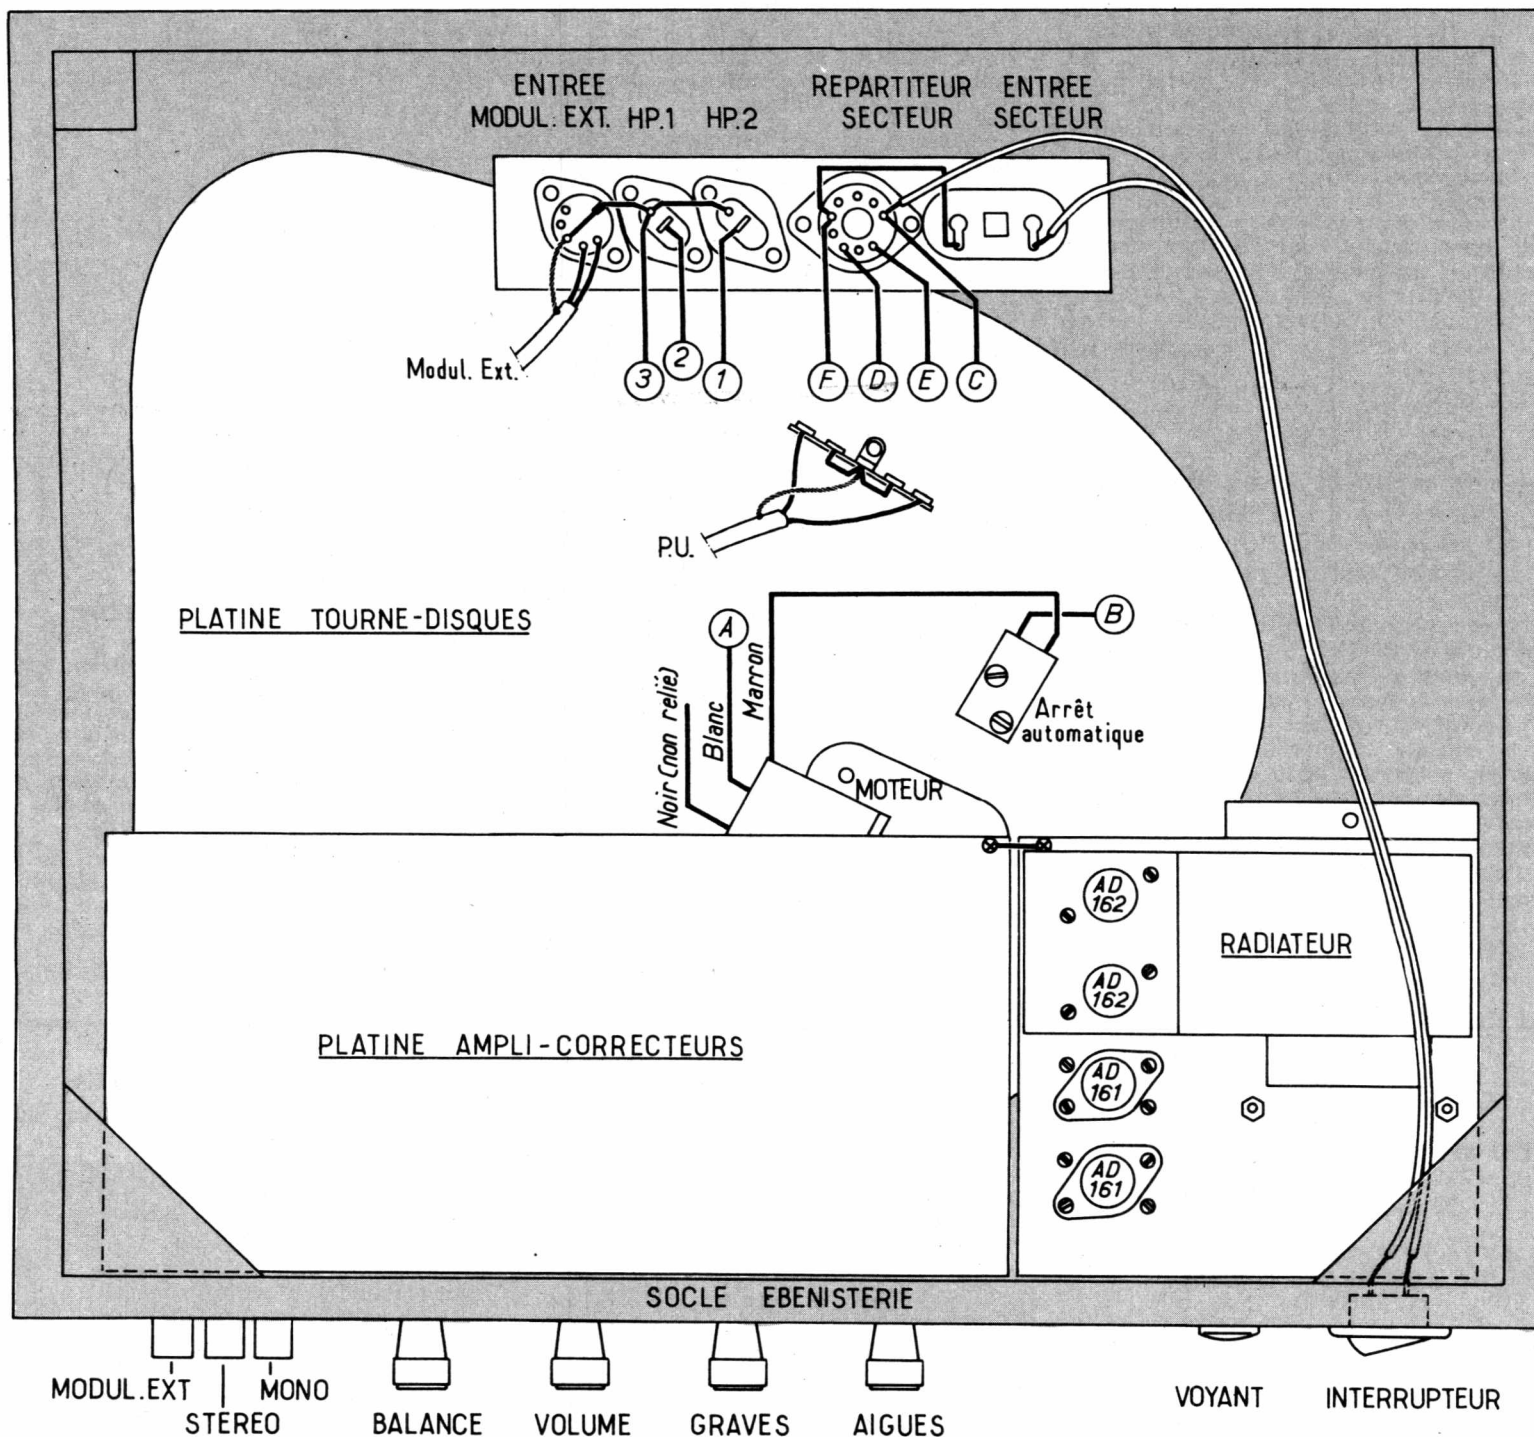 ENTREE
MODUL. EXT.
HP.1
HP.2
REPARTITEUR
SECTEUR
ENTREE
SECTEUR
Modul. Ext.
3
2
1
F
D
E
C
P.U.
PLATINE TOURNE-DISQUES
A
B
Noir (non relié)
Blanc
Marron
Arrêt
automatique
MOTEUR
AD
162
AD
162
RADIATEUR
PLATINE AMPLI-CORRECTEURS
AD
161
AD
161
SOCLE EBENISTERIE
MODUL.EXT
STEREO
MONO
BALANCE
VOLUME
GRAVES
AIGUES
VOYANT
INTERRUPTEUR